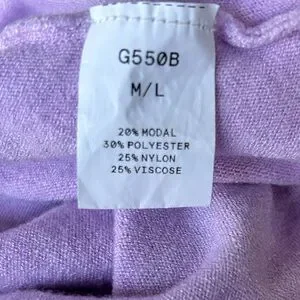 G550B
M/L
20% MODAL
30% POLYESTER
25% NYLON
25% VISCOSE